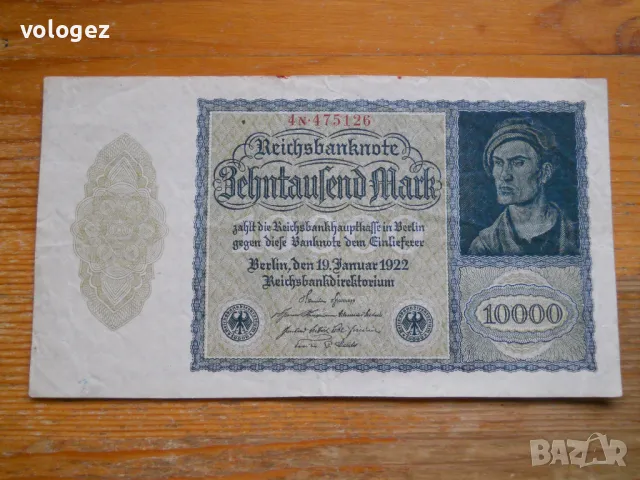 vologez
4N·475126
Reichsbanknote
Zehntausend Mark
zahlt die Reichsbankhauptkasse in Berlin
gegen diese Banknote dem Einlieferer
Berlin, den 19. Januar 1922
Reichsbankdirektorium
10000
BAZAR